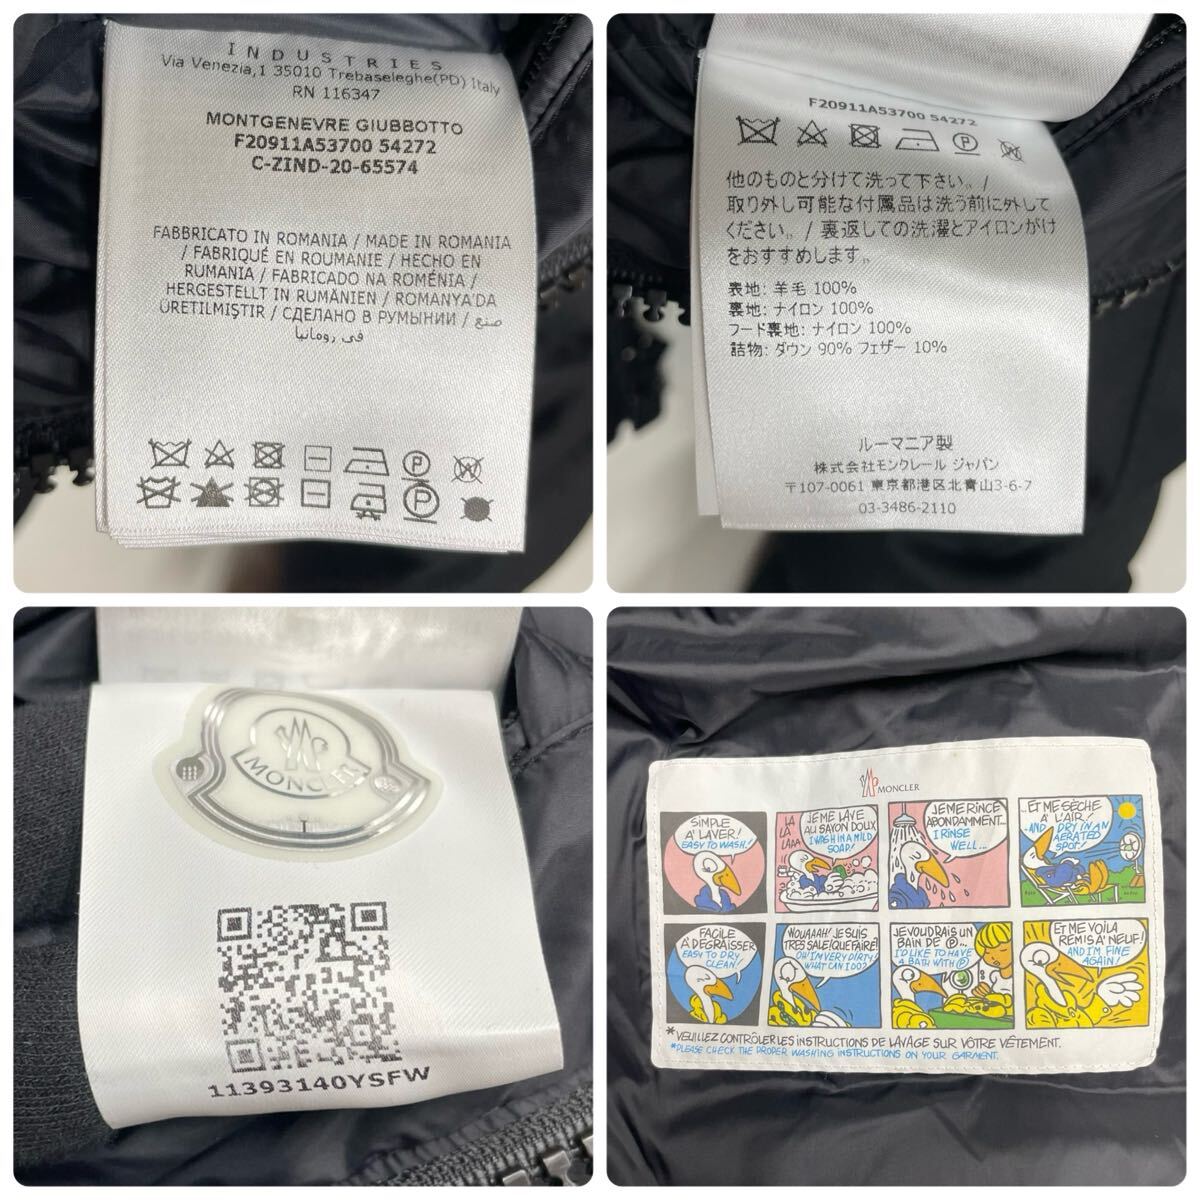 INDUSTRIES
Via Venezia,1 35010 Trebaseleghe(PD) Italy
RN 116347
MONTGENEVRE GIUBBOTTO
F20911A53700 54272
C-ZIND-20-65574
FABBRICATO IN ROMANIA / MADE IN ROMANIA
/ FABRIQUÉ EN ROUMANIE / HECHO EN
RUMANIA / FABRICADO NA ROMÉNIA /
HERGESTELLT IN RUMÄNIEN / ROMANYA'DA
ÜRETILMIŞTIR / СДЕЛАНО В РУМЫНИИ / صنع
في رومانيا
P
W
P
F20911A53700 54272
P
W
他のものと分けて洗って下さい。/
取り外し可能な付属品は洗う前に外して
ください。/ 裏返しての洗濯とアイロンがけ
をおすすめします。
表地: 羊毛 100%
裏地: ナイロン 100%
フード裏地: ナイロン 100%
詰物: ダウン 90% フェザー 10%
ルーマニア製
株式会社モンクレール ジャパン
〒107-0061 東京都港区北青山3-6-7
03-3486-2110
MONCLER
11393140YSFW
MONCLER
SIMPLE
A' LAVER!
EASY TO WASH!
LA
LA
LAAA
JE ME LAVE
AU SAVON DOUX
I WASH IN A MILD
SOAP!
JE ME RINCE
ABONDAMMENT...
I RINSE
WELL...
...ET ME SÈCHE
A' L'AIR!
...AND DRY IN AN
AERATED
SPOT!
FACILE
A' DEGRAISSER
EASY TO DRY
CLEAN!
WOUAAAH! JE SUIS
TRES SALE! QUE FAIRE!
OH! I'M VERY DIRTY!
WHAT CAN I DO?
JE VOUDRAIS UN
BAIN DE Ⓟ...
I'D LIKE TO HAVE
A BATH WITH Ⓟ!
ET ME VOILA
REMIS A' NEUF!
AND I'M FINE
AGAIN!
*VEUILLEZ CONTRÔLER LES INSTRUCTIONS DE LAVAGE SUR VÔTRE VÊTEMENT.
*PLEASE CHECK THE PROPER WASHING INSTRUCTIONS ON YOUR GARMENT.